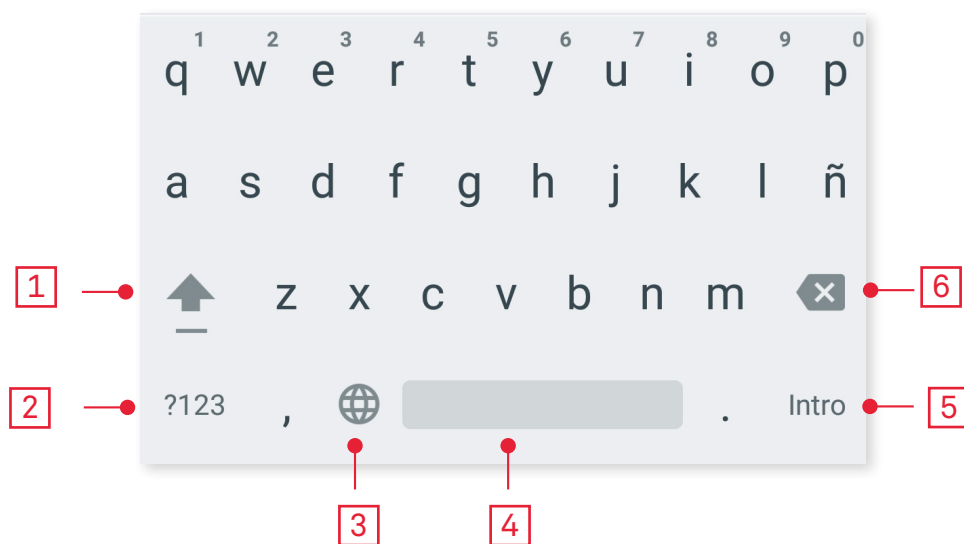 1 2 3 4 5 6 7 8 9 0
q w e r t y u i o p
a s d f g h j k l ñ
1 z x c v b n m 6
2 ?123 , . Intro 5
3 4